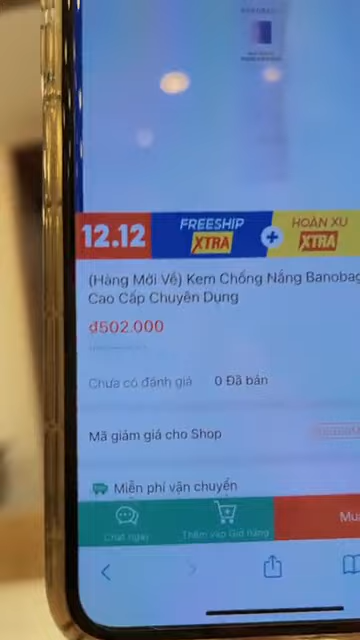 12.12
FREESHIP
XTRA
+
HOÀN XU
XTRA
(Hàng Mới Về) Kem Chống Nắng Banobag
Cao Cấp Chuyên Dụng
₫502.000
Chưa có đánh giá 0 Đã bán
Mã giảm giá cho Shop
Miễn phí vận chuyển
Chat ngay
Thêm vào Giỏ hàng
Mua